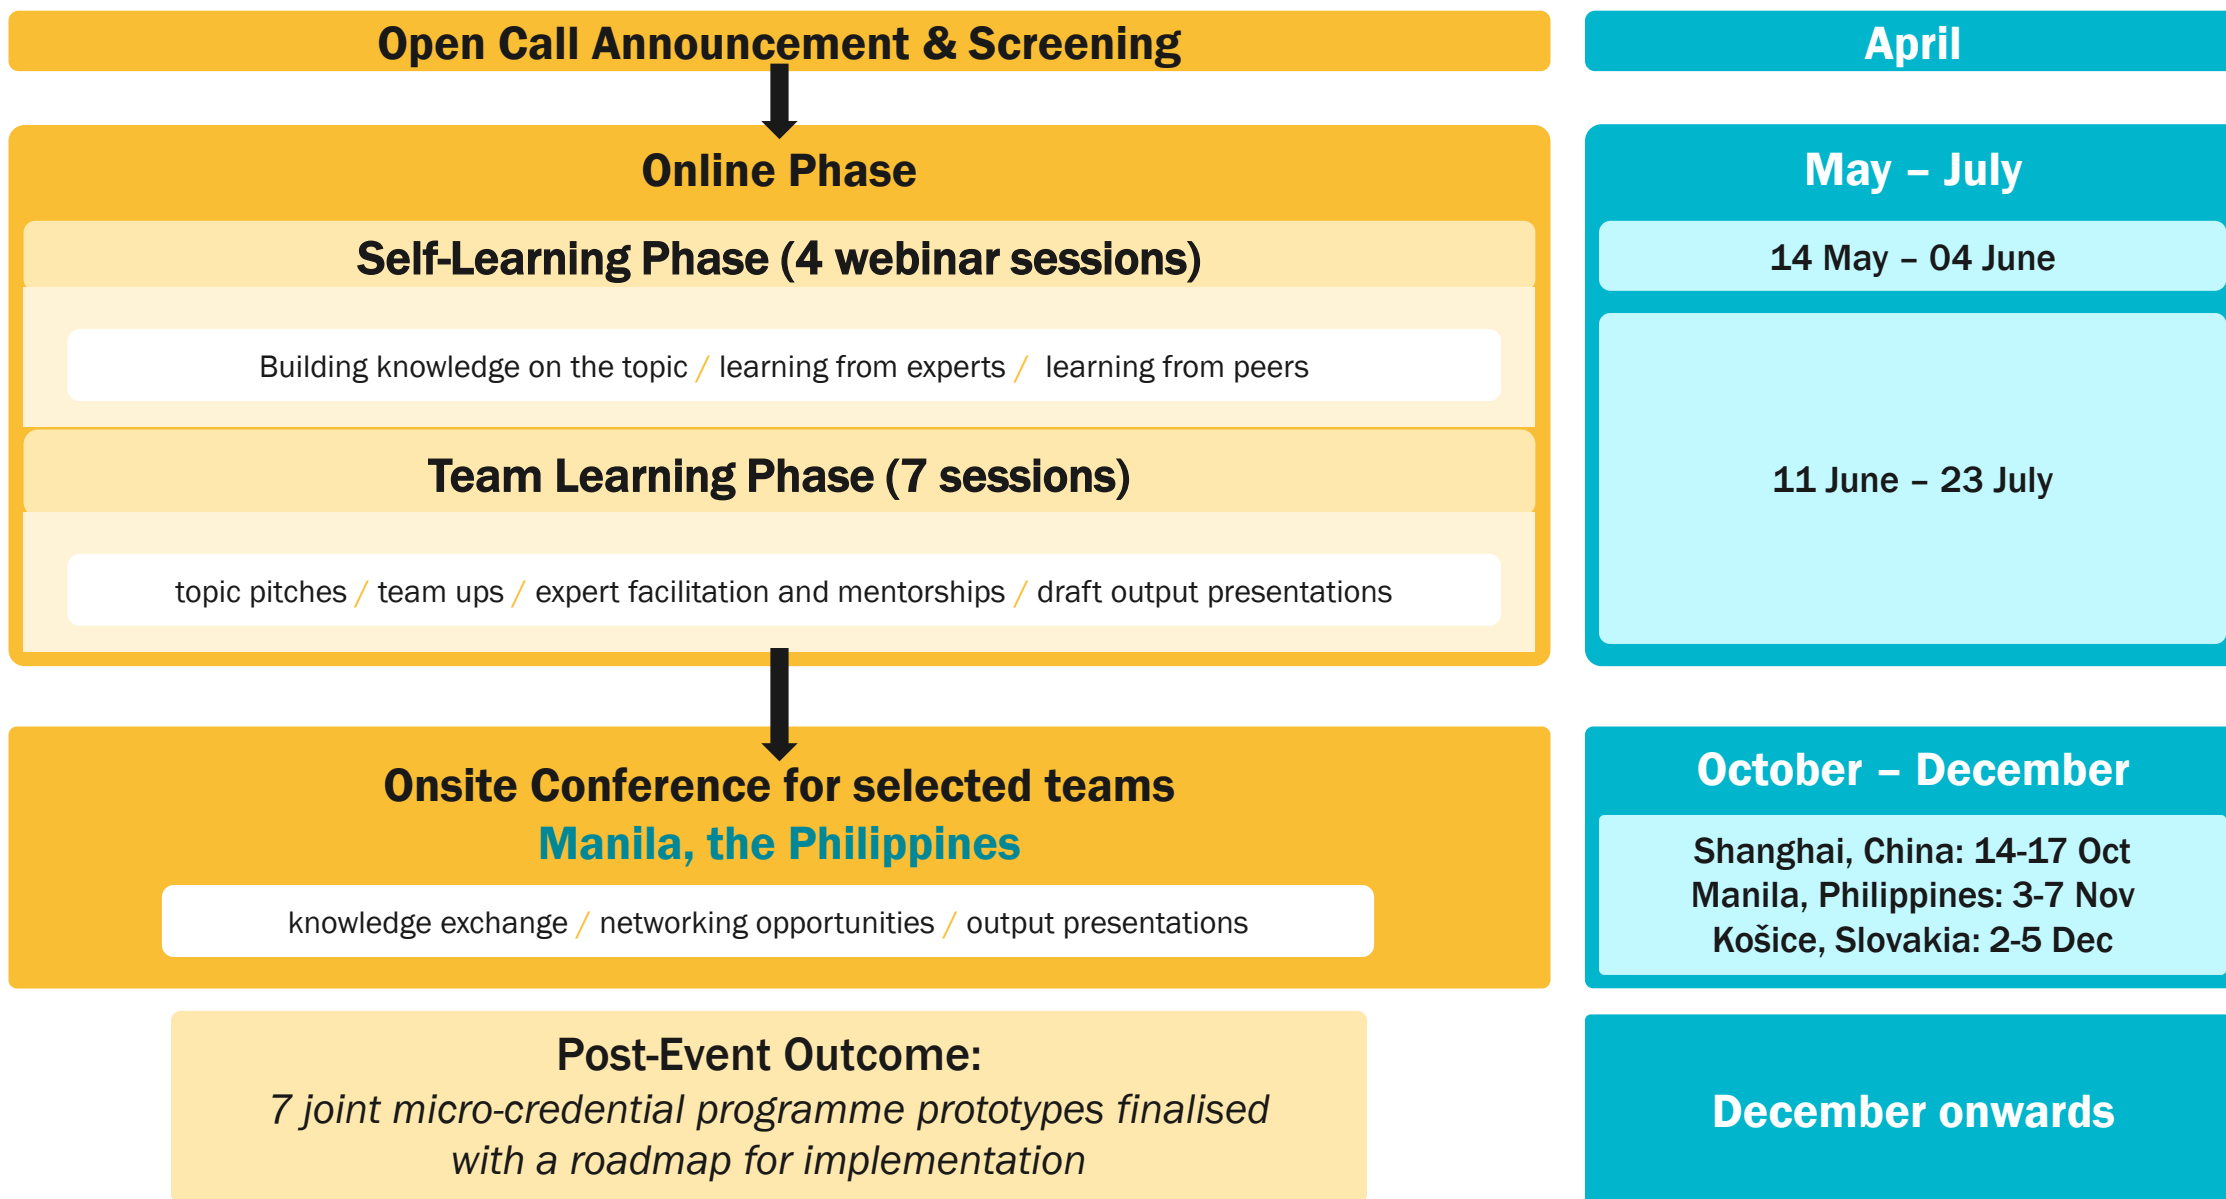 Open Call Announcement & Screening
April
Online Phase
May – July
Self-Learning Phase (4 webinar sessions)
14 May – 04 June
Building knowledge on the topic / learning from experts / learning from peers
Team Learning Phase (7 sessions)
11 June – 23 July
topic pitches / team ups / expert facilitation and mentorships / draft output presentations
Onsite Conference for selected teams
Manila, the Philippines
knowledge exchange / networking opportunities / output presentations
October – December
Shanghai, China: 14-17 Oct
Manila, Philippines: 3-7 Nov
Košice, Slovakia: 2-5 Dec
Post-Event Outcome:
7 joint micro-credential programme prototypes finalised
with a roadmap for implementation
December onwards